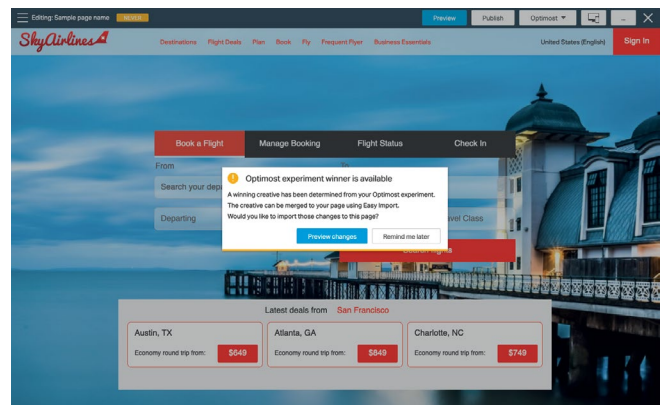 Editing: Sample page name
Preview Publish Optimost
SkyAirlines
Destinations Flight Deals Plan Book Fly Frequent Flyer Business Essentials United States (English) Sign In
Book a Flight Manage Booking Flight Status Check In
From To
Search your
Optimost experiment winner is available
A winning creative has been determined from your Optimost experiment.
The creative can be merged to your page using Easy Import.
Would you like to import those changes to this page?
Departing Class
Preview changes Remind me later
Latest deals from San Francisco
Austin, TX Atlanta, GA Charlotte, NC
Economy round trip from: $649 Economy round trip from: $849 Economy round trip from: $749